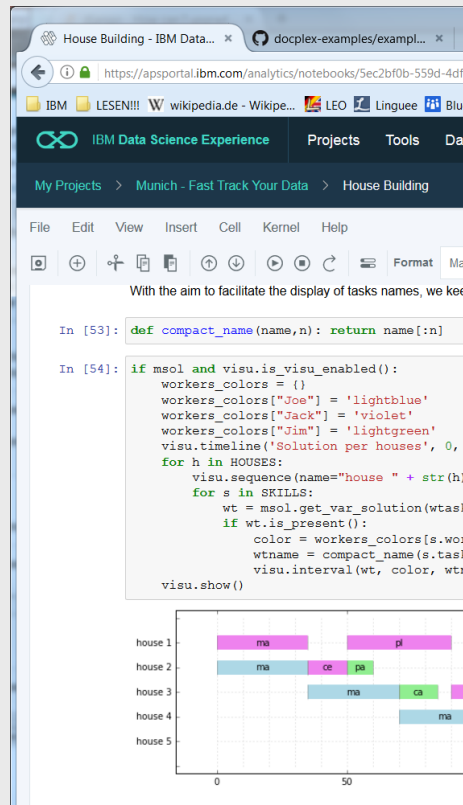 House Building - IBM Data... × docplex-examples/exampl... ×
https://apsportal.ibm.com/analytics/notebooks/5ec2bf0b-559d-4df
IBM LESEN!!! W wikipedia.de - Wikipe... LEO Linguee Blu
IBM Data Science Experience Projects Tools Da
My Projects > Munich - Fast Track Your Data > House Building
File Edit View Insert Cell Kernel Help
Format Ma
With the aim to facilitate the display of tasks names, we kee
In [53]: def compact_name(name,n): return name[:n]
In [54]: if msol and visu.is_visu_enabled():
workers_colors = {}
workers_colors["Joe"] = 'lightblue'
workers_colors["Jack"] = 'violet'
workers_colors["Jim"] = 'lightgreen'
visu.timeline('Solution per houses', 0,
for h in HOUSES:
visu.sequence(name="house " + str(h)
for s in SKILLS:
wt = msol.get_var_solution(wtask
if wt.is_present():
color = workers_colors[s.wor
wtname = compact_name(s.task
visu.interval(wt, color, wtn
visu.show()
house 1 ma pl
house 2 ma ce pa
house 3 ma ca
house 4 ma
house 5
0 50